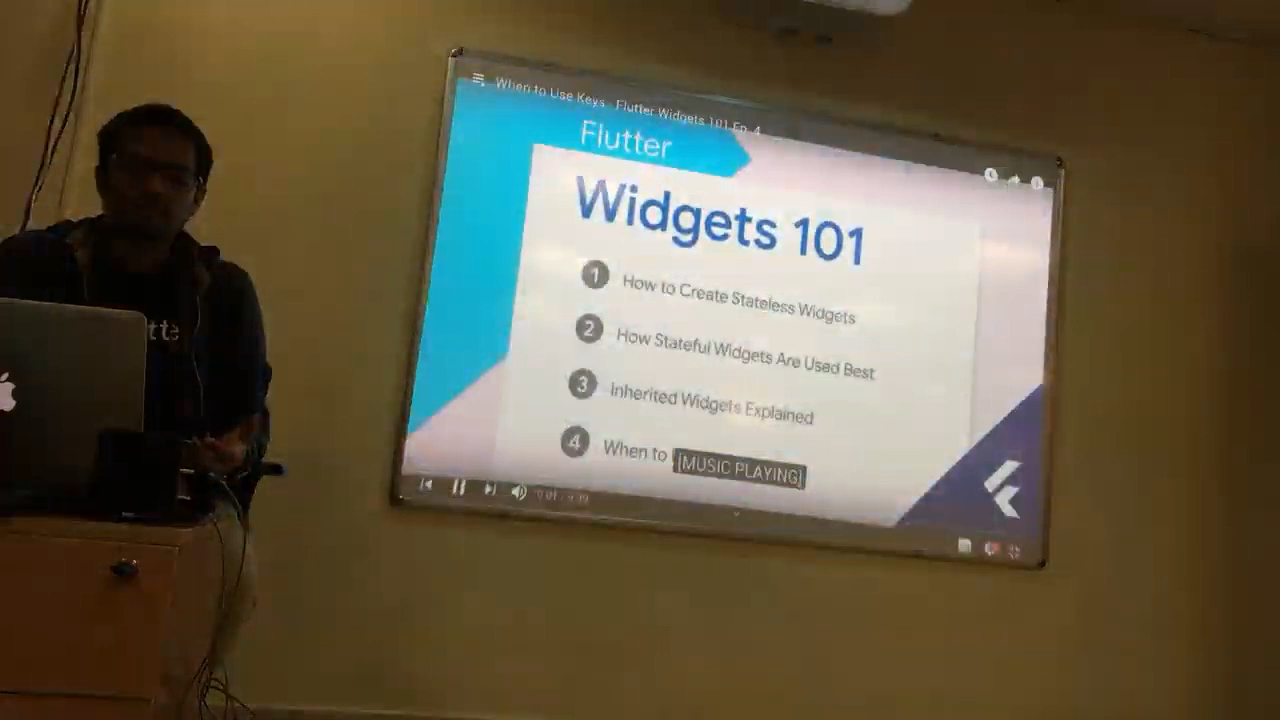 When to Use Keys - Flutter Widgets 101 Ep. 4
Flutter
Widgets 101
1 How to Create Stateless Widgets
2 How Stateful Widgets Are Used Best
3 Inherited Widgets Explained
4 When to [MUSIC PLAYING]
tte